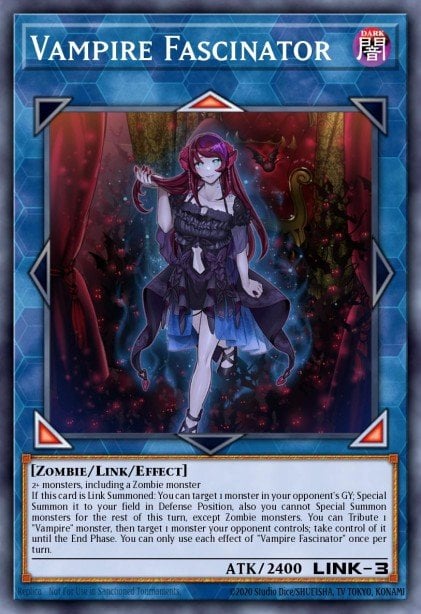 VAMPIRE FASCINATOR
DARK
闇
[ZOMBIE/LINK/EFFECT]
2+ monsters, including a Zombie monster
If this card is Link Summoned: You can target 1 monster in your opponent's GY; Special
Summon it to your field in Defense Position, also you cannot Special Summon
monsters for the rest of this turn, except Zombie monsters. You can Tribute 1
"Vampire" monster, then target 1 monster your opponent controls; take control of it
until the End Phase. You can only use each effect of "Vampire Fascinator" once per
turn.
ATK/2400 LINK-3
Replica - Not For Use in Sanctioned Tornaments ©2020 Studio Dice/SHUEISHA, TV TOKYO, KONAMI